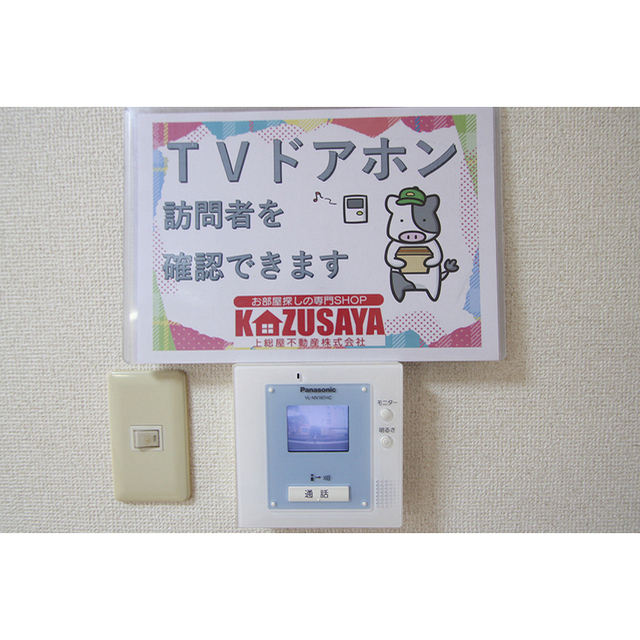 TVドアホン
訪問者を
確認できます
お部屋探しの専門SHOP
KAZUSAYA
上総屋不動産株式会社
Panasonic
モニター
明るさ
通話